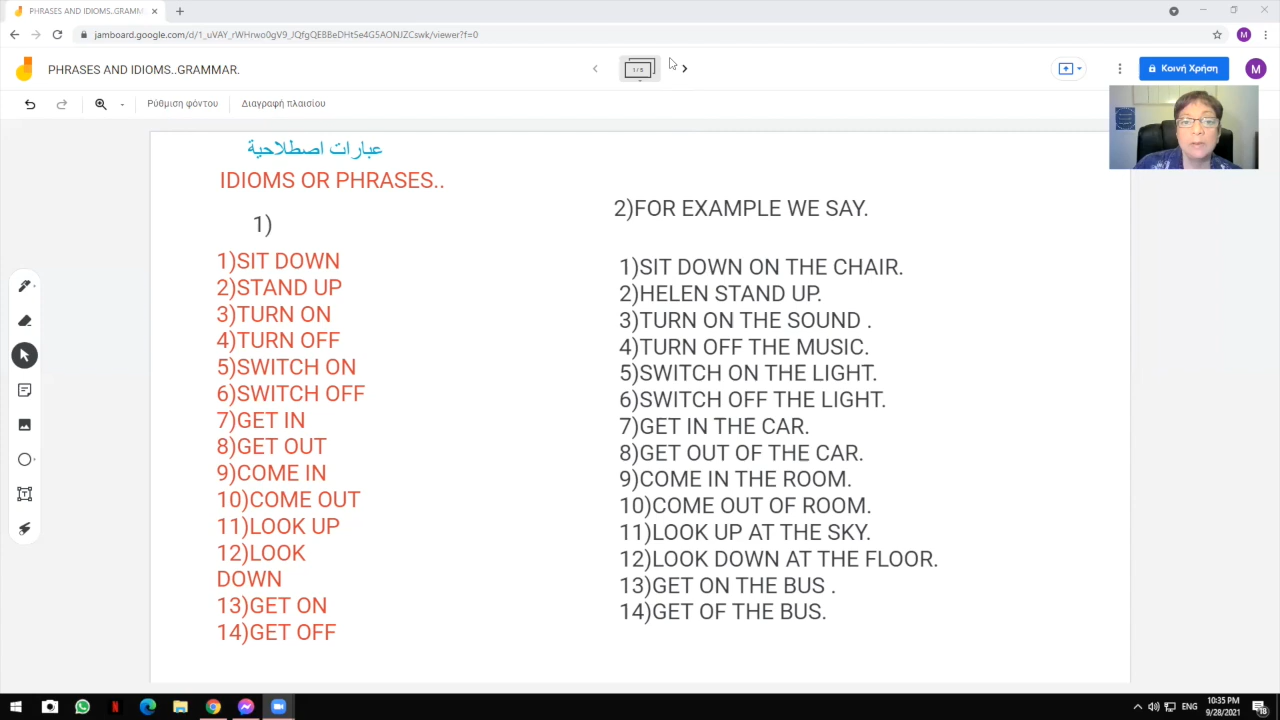 PHRASES AND IDIOMS..GRAMM
jamboard.google.com/d/1_uVAY_rWHrwo0gV9_JQfgQEBBeDHt5e4G5AONJZCswk/viewer?f=0
M
PHRASES AND IDIOMS..GRAMMAR.
1 / 5
Κοινή Χρήση
M
Ρύθμιση φόντου
Διαγραφή πλαισίου
عبارات اصطلاحية
IDIOMS OR PHRASES..
1)
1)SIT DOWN
2)STAND UP
3)TURN ON
4)TURN OFF
5)SWITCH ON
6)SWITCH OFF
7)GET IN
8)GET OUT
9)COME IN
10)COME OUT
11)LOOK UP
12)LOOK
DOWN
13)GET ON
14)GET OFF
2)FOR EXAMPLE WE SAY.
1)SIT DOWN ON THE CHAIR.
2)HELEN STAND UP.
3)TURN ON THE SOUND .
4)TURN OFF THE MUSIC.
5)SWITCH ON THE LIGHT.
6)SWITCH OFF THE LIGHT.
7)GET IN THE CAR.
8)GET OUT OF THE CAR.
9)COME IN THE ROOM.
10)COME OUT OF ROOM.
11)LOOK UP AT THE SKY.
12)LOOK DOWN AT THE FLOOR.
13)GET ON THE BUS .
14)GET OF THE BUS.
ENG
10:35 PM
9/28/2021
18